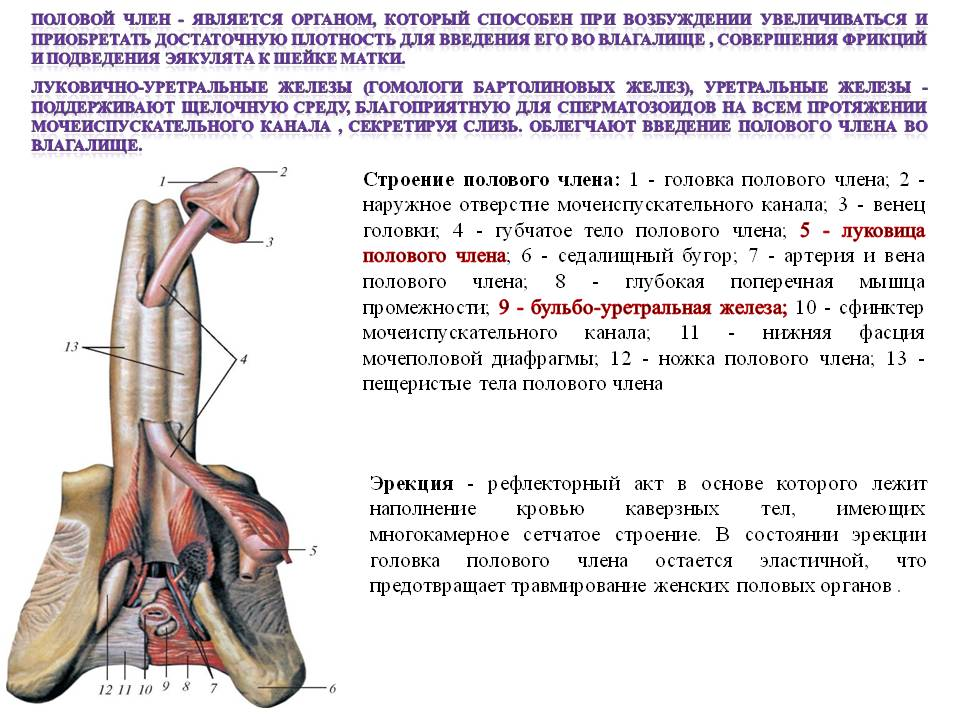 ПОЛОВОЙ ЧЛЕН - ЯВЛЯЕТСЯ ОРГАНОМ, КОТОРЫЙ СПОСОБЕН ПРИ ВОЗБУЖДЕНИИ УВЕЛИЧИВАТЬСЯ И
ПРИОБРЕТАТЬ ДОСТАТОЧНУЮ ПЛОТНОСТЬ ДЛЯ ВВЕДЕНИЯ ЕГО ВО ВЛАГАЛИЩЕ , СОВЕРШЕНИЯ ФРИКЦИЙ
И ПОДВЕДЕНИЯ ЭЯКУЛЯТА К ШЕЙКЕ МАТКИ.
ЛУКОВИЧНО-УРЕТРАЛЬНЫЕ ЖЕЛЕЗЫ (ГОМОЛОГИ БАРТОЛИНОВЫХ ЖЕЛЕЗ), УРЕТРАЛЬНЫЕ ЖЕЛЕЗЫ -
ПОДДЕРЖИВАЮТ ЩЕЛОЧНУЮ СРЕДУ, БЛАГОПРИЯТНУЮ ДЛЯ СПЕРМАТОЗОИДОВ НА ВСЕМ ПРОТЯЖЕНИИ
МОЧЕИСПУСКАТЕЛЬНОГО КАНАЛА , СЕКРЕТИРУЯ СЛИЗЬ. ОБЛЕГЧАЮТ ВВЕДЕНИЕ ПОЛОВОГО ЧЛЕНА ВО
ВЛАГАЛИЩЕ.
1
2
3
13
4
5
12 11 10 9 8 7
6
Строение полового члена: 1 - головка полового члена; 2 -
наружное отверстие мочеиспускательного канала; 3 - венец
головки; 4 - губчатое тело полового члена; 5 - луковица
полового члена; 6 - седалищный бугор; 7 - артерия и вена
полового члена; 8 - глубокая поперечная мышца
промежности; 9 - бульбо-уретральная железа; 10 - сфинктер
мочеиспускательного канала; 11 - нижняя фасция
мочеполовой диафрагмы; 12 - ножка полового члена; 13 -
пещеристые тела полового члена
Эрекция - рефлекторный акт в основе которого лежит
наполнение кровью каверзных тел, имеющих
многокамерное сетчатое строение. В состоянии эрекции
головка полового члена остается эластичной, что
предотвращает травмирование женских половых органов .